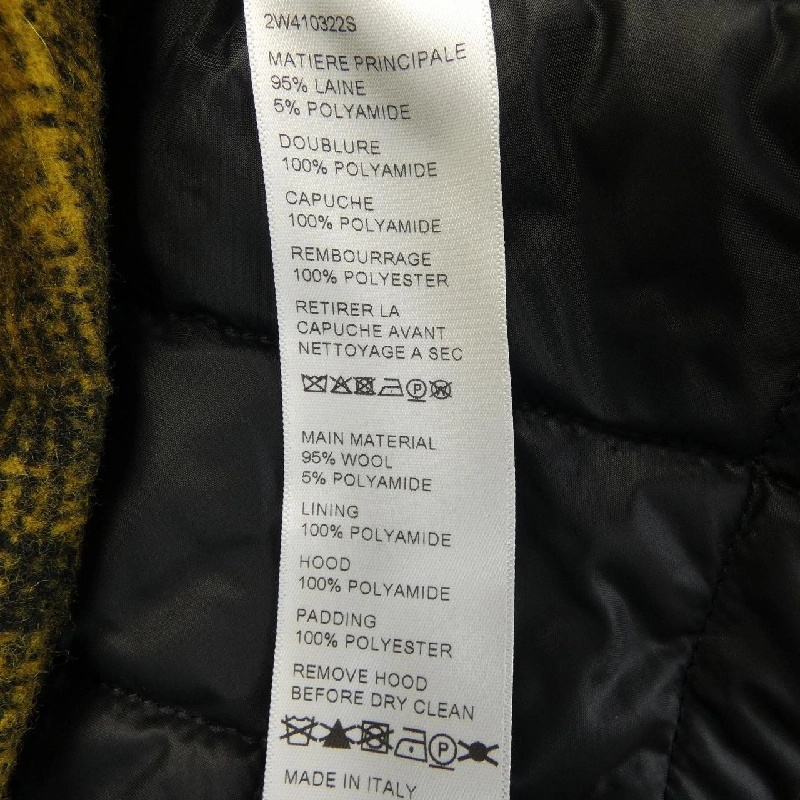 2W410322S
MATIERE PRINCIPALE
95% LAINE
5% POLYAMIDE
DOUBLURE
100% POLYAMIDE
CAPUCHE
100% POLYAMIDE
REMBOURRAGE
100% POLYESTER
RETIRER LA
CAPUCHE AVANT
NETTOYAGE A SEC
P W
MAIN MATERIAL
95% WOOL
5% POLYAMIDE
LINING
100% POLYAMIDE
HOOD
100% POLYAMIDE
PADDING
100% POLYESTER
REMOVE HOOD
BEFORE DRY CLEAN
P
MADE IN ITALY